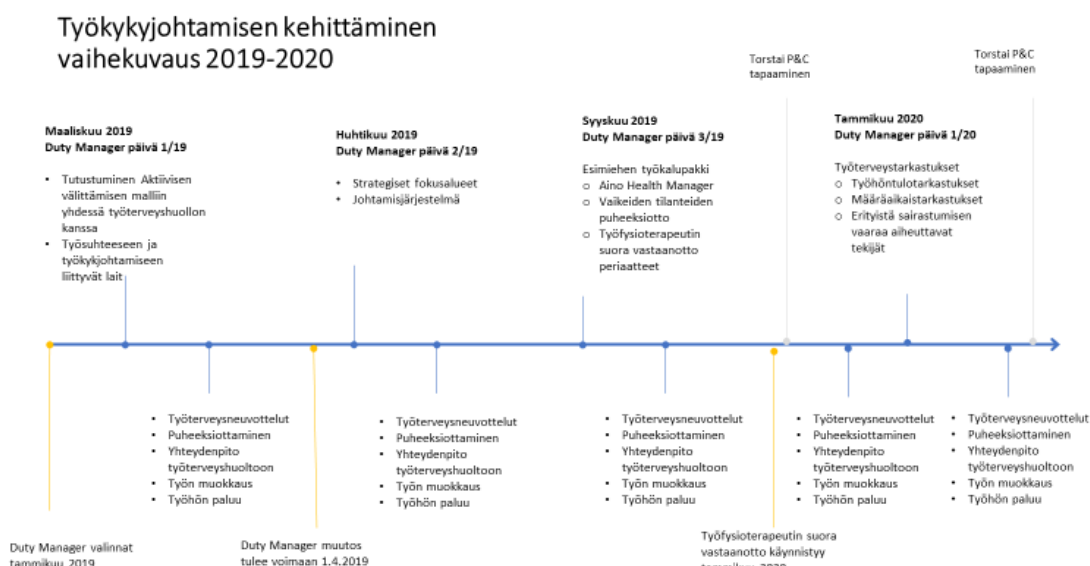 Työkykyjohtamisen kehittäminen
vaihekuvaus 2019-2020
Torstai P&C
tapaaminen
Torstai P&C
tapaaminen
Maaliskuu 2019
Duty Manager päivä 1/19
• Tutustuminen Aktiivisen
välittämisen malliin
yhdessä työterveyshuollon
kanssa
• Työsuhteeseen ja
työkykjohtamiseen
liittyvät lait
Huhtikuu 2019
Duty Manager päivä 2/19
• Strategiset fokusalueet
• Johtamisjärjestelmä
Syyskuu 2019
Duty Manager päivä 3/19
Esimiehen työkalupakki
o Aino Health Manager
o Vaikeiden tilanteiden
puheeksiotto
o Työfysioterapeutin
suora vastaanotto
periaatteet
Tammikuu 2020
Duty Manager päivä 1/20
Työterveystarkastukset
o Työhöntulotarkastukset
o Määräaikaistarkastukset
o Erityistä sairastumisen
vaaraa aiheuttavat
tekijät
• Työterveysneuvottelut
• Puheeksiottaminen
• Yhteydenpito
työterveyshuoltoon
• Työn muokkaus
• Työhön paluu
• Työterveysneuvottelut
• Puheeksiottaminen
• Yhteydenpito
työterveyshuoltoon
• Työn muokkaus
• Työhön paluu
• Työterveysneuvottelut
• Puheeksiottaminen
• Yhteydenpito
työterveyshuoltoon
• Työn muokkaus
• Työhön paluu
• Työterveysneuvottelut
• Puheeksiottaminen
• Yhteydenpito
työterveyshuoltoon
• Työn muokkaus
• Työhön paluu
• Työterveysneuvottelut
• Puheeksiottaminen
• Yhteydenpito
työterveyshuoltoon
• Työn muokkaus
• Työhön paluu
Duty Manager valinnat
tammikuu 2019
Duty Manager muutos
tulee voimaan 1.4.2019
Työfysioterapeutin suora
vastaanotto käynnistyy
tammikuu 2020